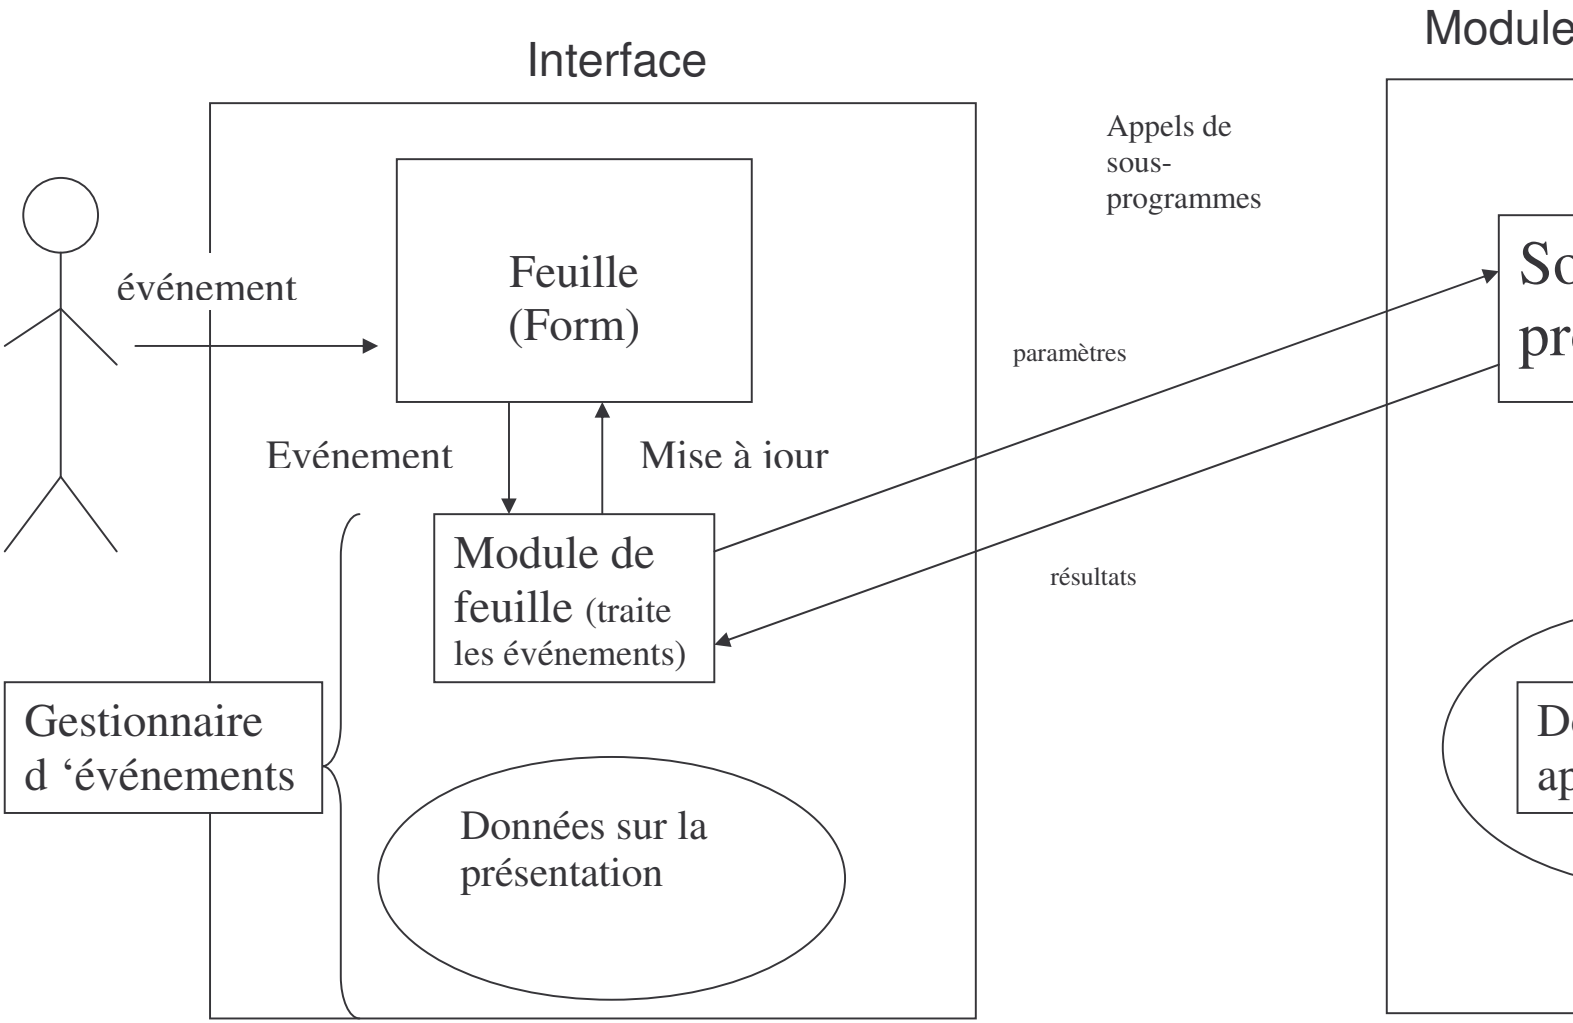 Interface
Module
Appels de
sous-
programmes
événement
Feuille
(Form)
paramètres
Evénement
Mise à jour
Module de
feuille (traite
les événements)
résultats
Gestionnaire
d ‘événements
Données sur la
présentation